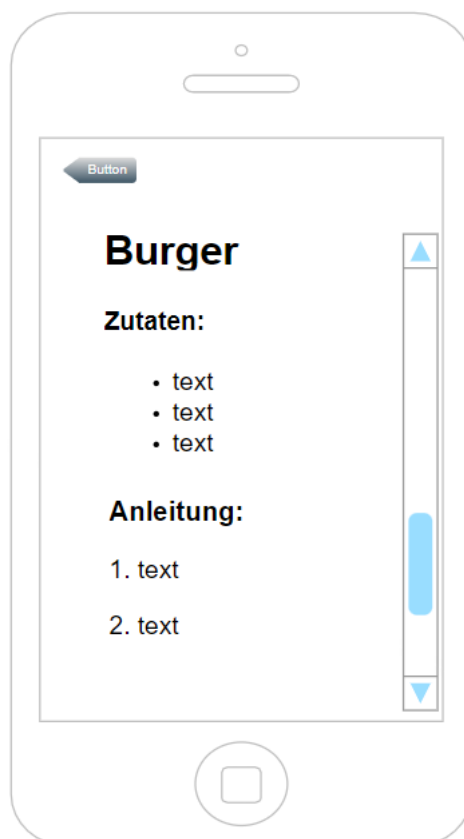 Button
Burger
Zutaten:
• text
• text
• text
Anleitung:
1. text
2. text